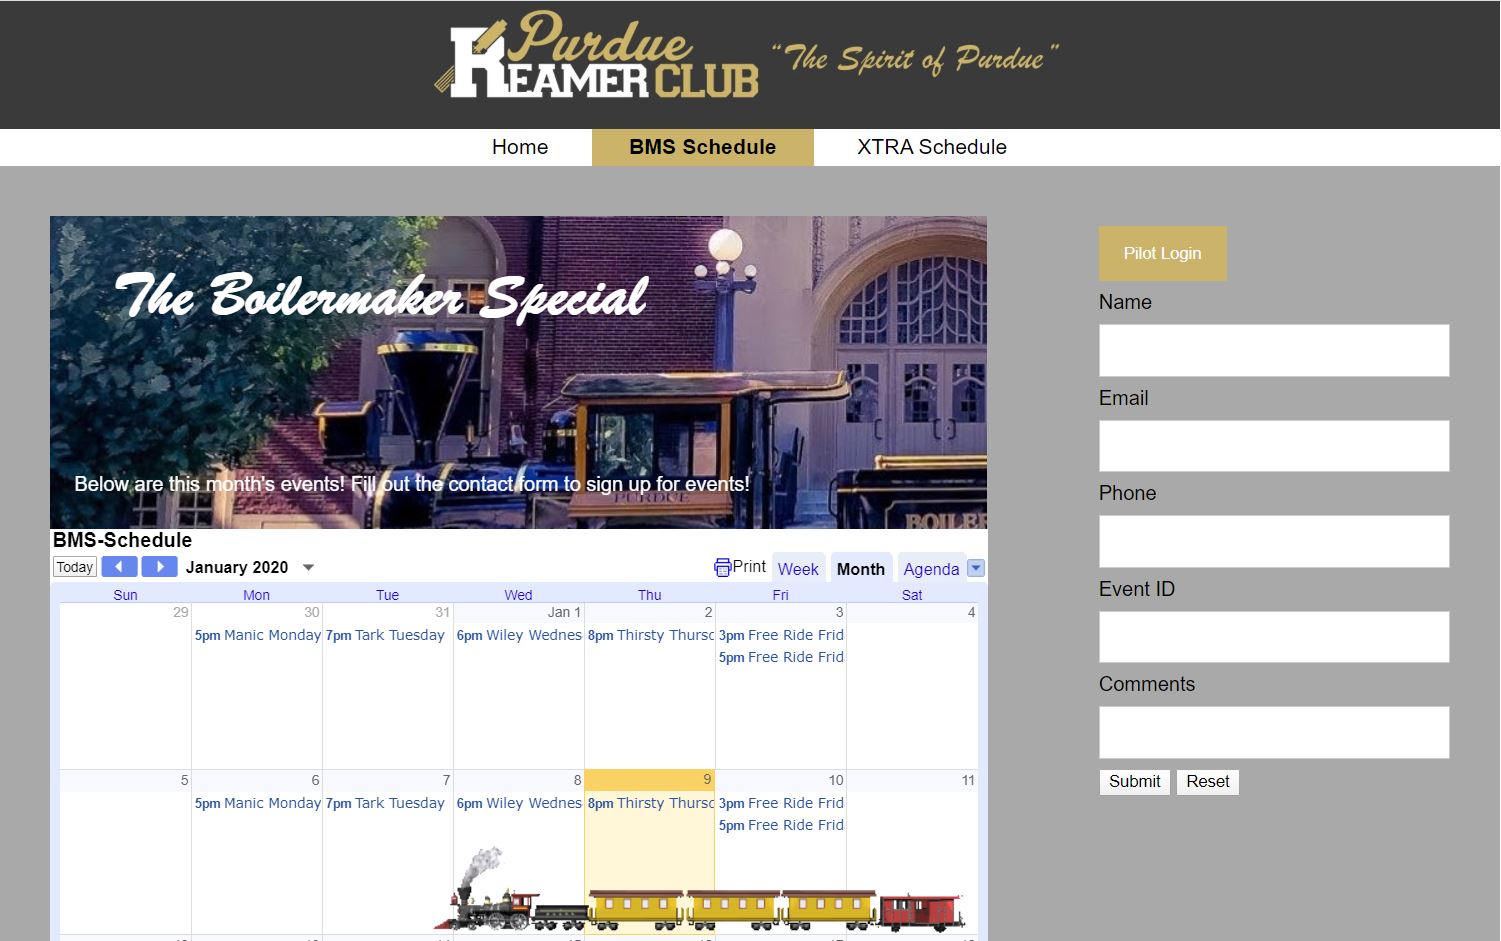 Purdue
REAMER CLUB
“The Spirit of Purdue”
Home
BMS Schedule
XTRA Schedule
The Boilermaker Special
Below are this month's events! Fill out the contact form to sign up for events!
PURDUE
BOILER
BMS-Schedule
Today January 2020 Print Week Month Agenda
Sun Mon Tue Wed Thu Fri Sat
29 30 31 Jan 1 2 3 4
5pm Manic Monday 7pm Tark Tuesday 6pm Wiley Wednes 8pm Thirsty Thursd 3pm Free Ride Frid
5pm Free Ride Frid
5 6 7 8 9 10 11
5pm Manic Monday 7pm Tark Tuesday 6pm Wiley Wednes 8pm Thirsty Thursd 3pm Free Ride Frid
5pm Free Ride Frid
Pilot Login
Name
Email
Phone
Event ID
Comments
Submit Reset